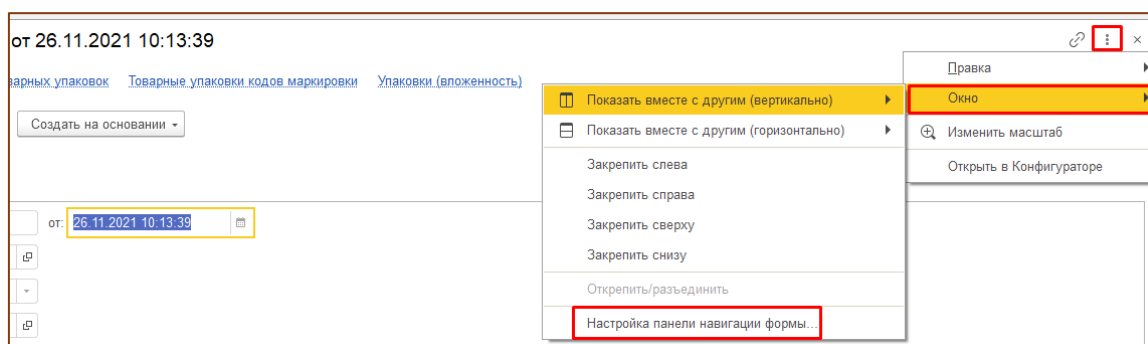 от 26.11.2021 10:13:39
варных упаковок Товарные упаковки кодов маркировки Упаковки (вложенность)
Создать на основании
от: 26.11.2021 10:13:39
Правка
Окно
Изменить масштаб
Открыть в Конфигураторе
Показать вместе с другим (вертикально)
Показать вместе с другим (горизонтально)
Закрепить слева
Закрепить справа
Закрепить сверху
Закрепить снизу
Открепить/разъединить
Настройка панели навигации формы...